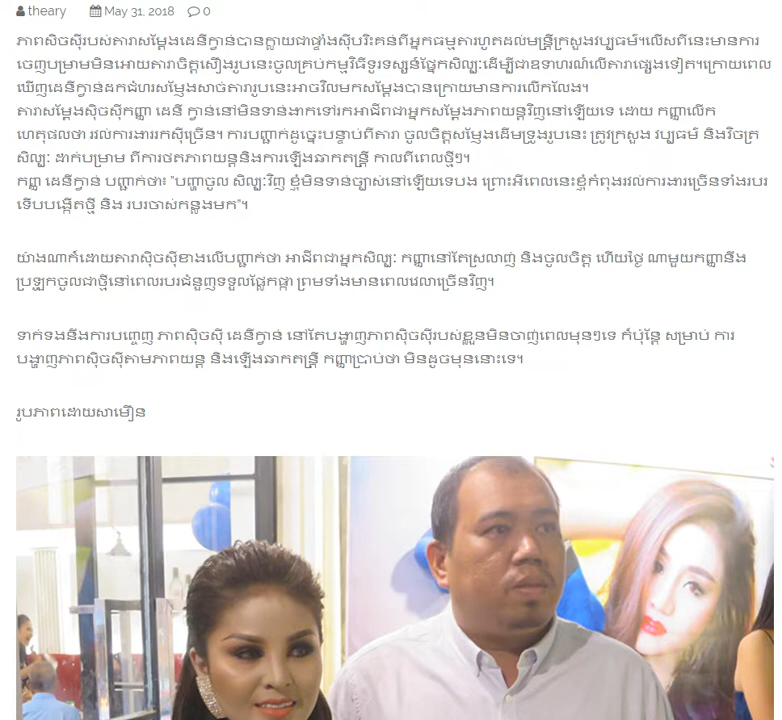 theary May 31, 2018 0
ភាពសិចស៊ីរបស់តារាសម្តែងដេនីក្វាន់បានក្លាយជាផ្ទាំងស៊ីបរិះគន់ពីអ្នកធម្មតារហូតដល់មន្ត្រីក្រសួងវប្បធម៌។លើសពីនេះមានការ
ចេញបម្រាមមិនអោយតារាចិត្តសឿងរូបនេះចូលគ្រប់កម្មវិធីទូរទស្សន៍ផ្នែកសិល្បៈដើម្បីជាឧទហរណ៍លើតារាផ្សេងទៀត។ក្រោយពេល
ឃើញដេនីក្វាន់ដកជំហរសម្ញែងសាច់តារារូបនេះអាចវិលមកសម្តែងបានក្រោយមានការលើកលែង។
តារាសម្តែងស៊ិចស៊ីកញ្ញា ដេនី ក្វាន់នៅមិនទាន់ងាកទៅរកអាជីពជាអ្នកសម្តែងភាពយន្តវិញនៅឡើយទេ ដោយ កញ្ញាលើក
ហេតុផលថា រវល់ការងាររកស៊ីច្រើន។ ការបញ្ជាក់ដូច្នេះបន្ទាប់ពីតារា ចូលចិត្តសម្ញែងដើមទ្រូងរូបនេះ ត្រូវក្រសួង វប្បធម៌ និងវិចត្រ
សិល្បៈ ដាក់បម្រាម ពីការថតភាពយន្តនិងការឡើងឆាកតន្ត្រី កាលពីពេលថ្មីៗ។
កញ្ញា ដេនីក្វាន់ បញ្ជាក់ថា៖ "បញ្ហាចូល សិល្បៈវិញ ខ្ញុំមិនទាន់ច្បាស់នៅឡើយទេបង ព្រោះអីពេលនេះខ្ញុំកំពុងរវល់ការងារច្រើនទាំងរបរ
ទើបបង្កើតថ្មី និង របរចាស់កន្លងមក"។
យ៉ាងណាក៏ដោយតារាស៊ិចស៊ីខាងលើបញ្ជាក់ថា អាជីពជាអ្នកសិល្បៈ កញ្ញានៅតែស្រលាញ់ និងចូលចិត្ត ហើយថ្ងៃ ណាមួយកញ្ញានឹង
ប្រឡូកចូលជាថ្មីនៅពេលរបរជំនួញទទួលផ្លែកផ្កា ព្រមទាំងមានពេលវេលាច្រើនវិញ។
ទាក់ទងនឹងការបញ្ចេញ ភាពស៊ិចស៊ី ដេនីក្វាន់ នៅតែបង្ហាញភាពស៊ិចស៊ីរបស់ខ្លួនមិនចាញ់ពេលមុនៗទេ ក៏ប៉ុន្តែ សម្រាប់ ការ
បង្ហាញភាពស៊ិចស៊ីតាមភាពយន្ត និងឡើងឆាកតន្ត្រី កញ្ញាប្រាប់ថា មិនដូចមុននោះទេ។
រូបភាពដោយសាមឿន